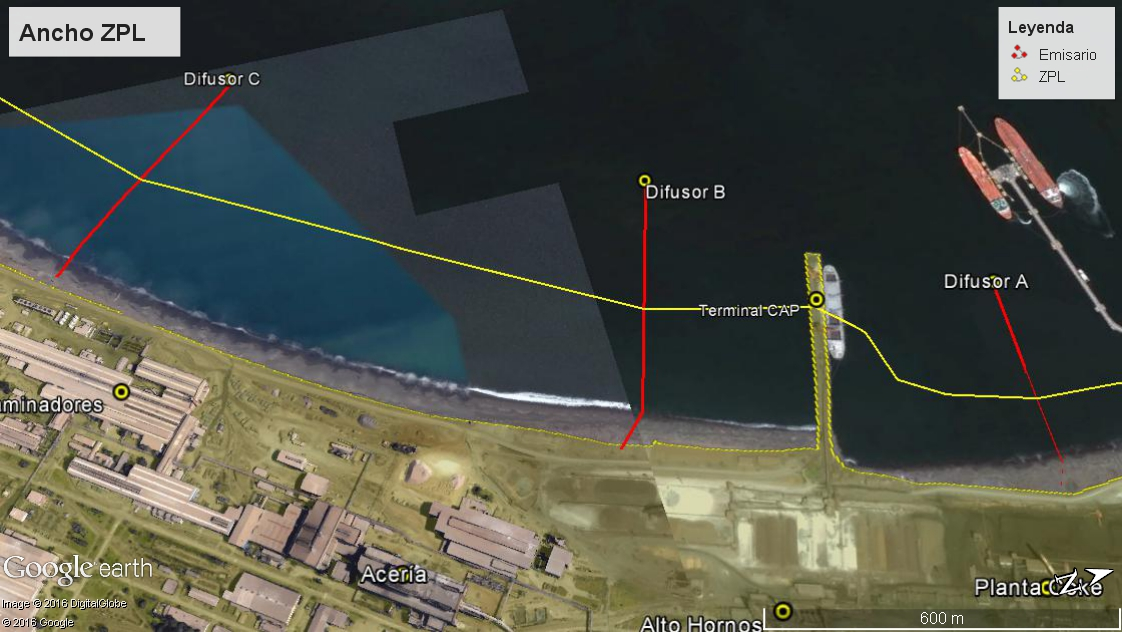 Ancho ZPL
Leyenda
Emisario
ZPL
Difusor C
Difusor B
Difusor A
Terminal CAP
aminadores
Google earth
Acería
Planta Coke
Image © 2016 DigitalGlobe
© 2016 Google
Alto Hornos
600 m